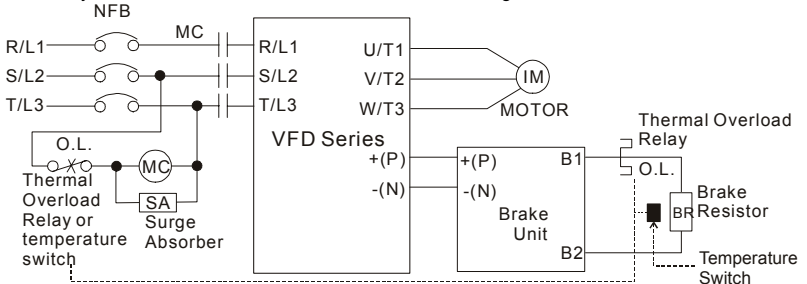 NFB
MC
R/L1
R/L1
U/T1
S/L2
S/L2
V/T2
IM
T/L3
T/L3
W/T3
MOTOR
VFD Series
O.L.
MC
SA
Thermal
Overload
Relay or
temperature
switch
Surge
Absorber
+(P)
-(N)
+(P)
-(N)
B1
Brake
Unit
B2
Thermal Overload
Relay
O.L.
BR
Brake
Resistor
Temperature
Switch